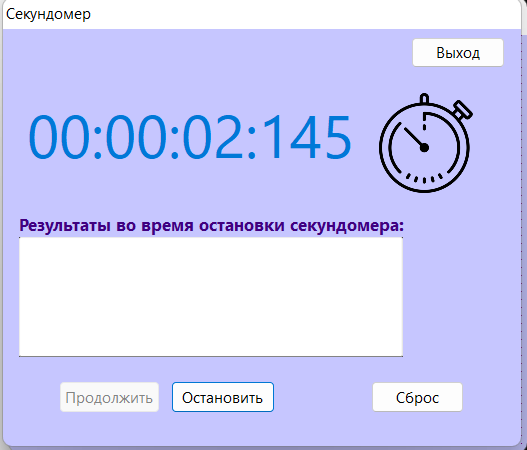 Секундомер
Выход
00:00:02:145
Результаты во время остановки секундомера:
Продолжить
Остановить
Сброс